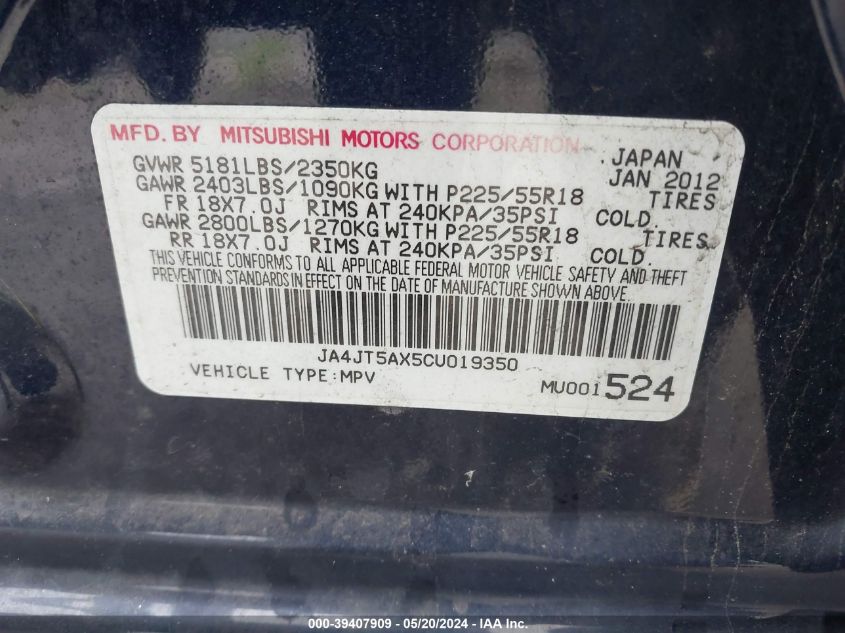 MFD. BY MITSUBISHI MOTORS CORPORATION JAPAN
GVWR 5181LBS/2350KG JAN 2012
GAWR 2403LBS/1090KG WITH P225/55R18 TIRES
FR 18X7.0J RIMS AT 240KPA/35PSI COLD
GAWR 2800LBS/1270KG WITH P225/55R18 TIRES.
RR 18X7.0J RIMS AT 240KPA/35PSI COLD.
THIS VEHICLE CONFORMS TO ALL APPLICABLE FEDERAL MOTOR VEHICLE SAFETY AND THEFT
PREVENTION STANDARDS IN EFFECT ON THE DATE OF MANUFACTURE SHOWN ABOVE.
JA4JT5AX5CU019350
VEHICLE TYPE:MPV MU001524
000-39407909 - 05/20/2024 - IAA Inc.